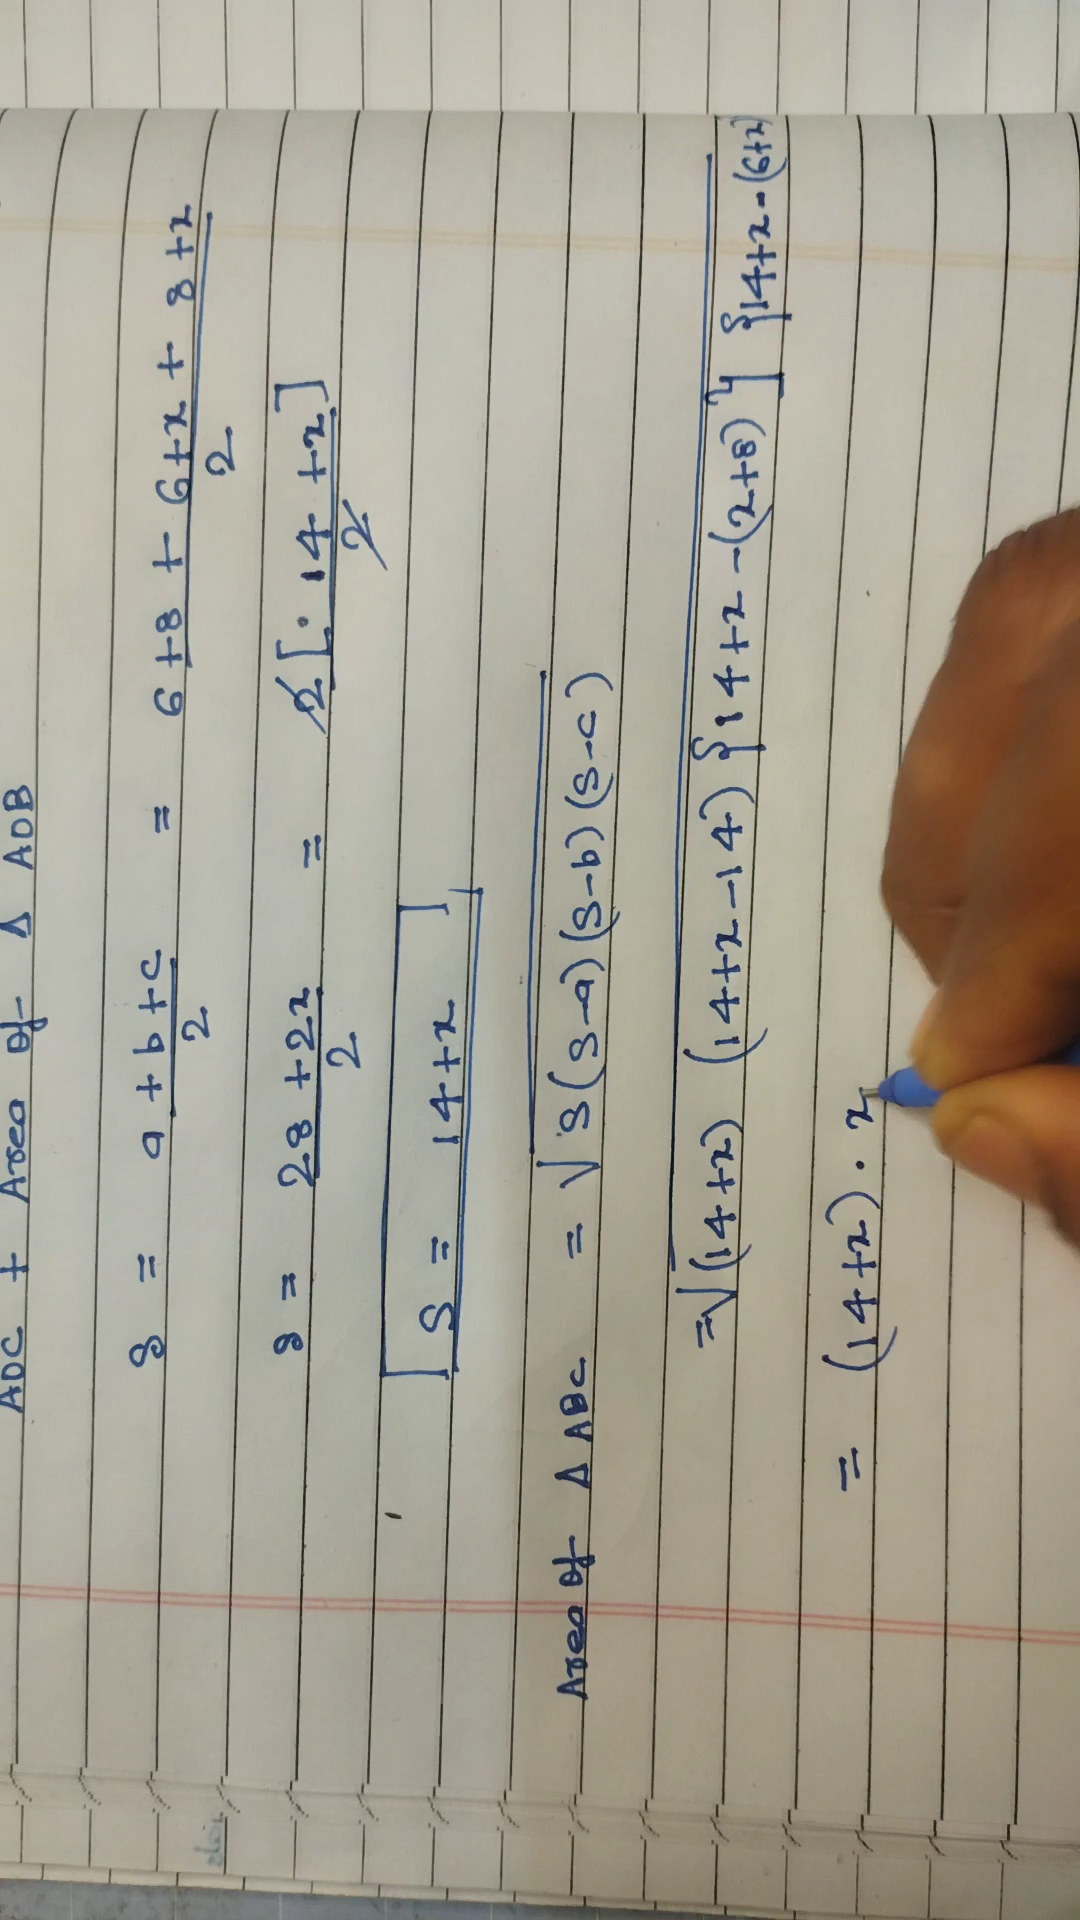 ADC + Area of Δ ADB
S = a+b+c / 2 = 6+8 + 6+x + 8+x / 2
S = 28+2x / 2 = 2[14+x] / 2
[S = 14+x]
Area of Δ ABC = √S(S-a)(S-b)(S-c)
=√(14+x) (14+x-14) {14+x-(x+8)} {14+x-(6+x)
= (14+x) . x